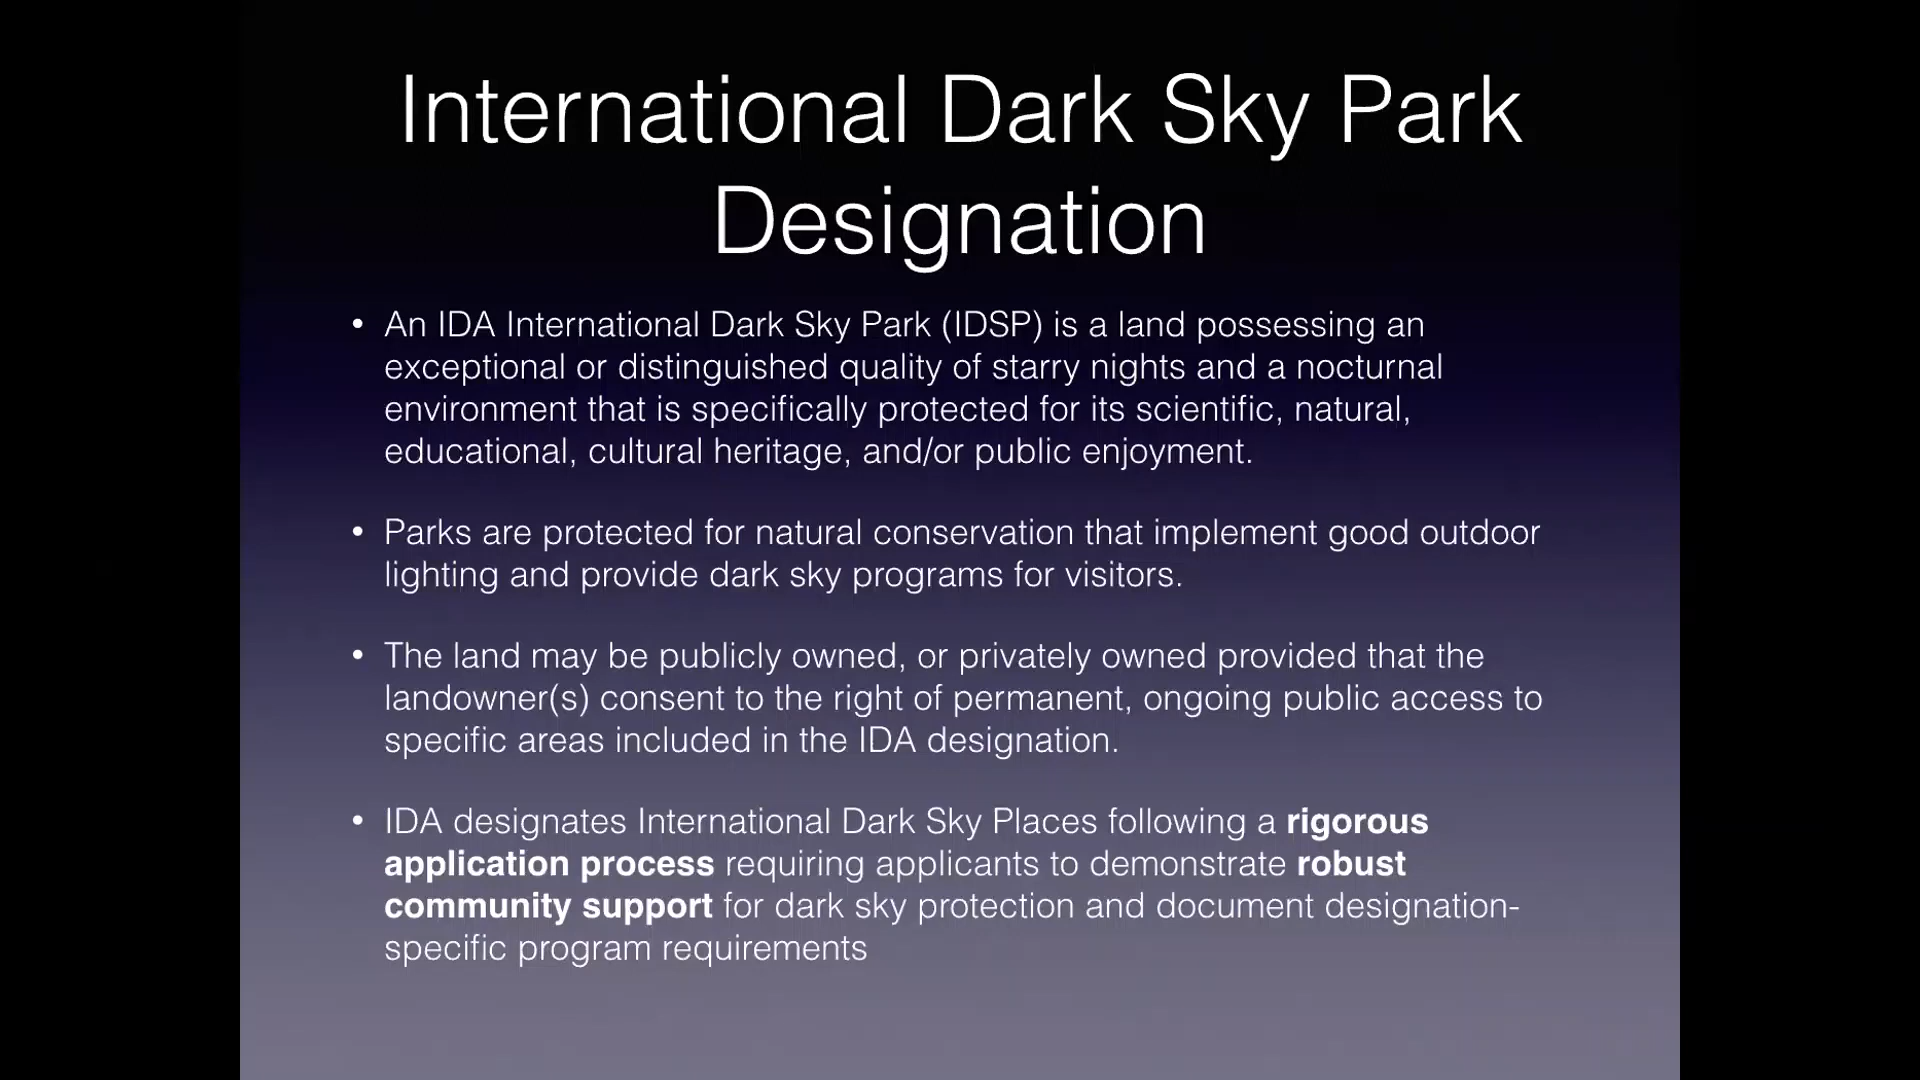 International Dark Sky Park
Designation
• An IDA International Dark Sky Park (IDSP) is a land possessing an
exceptional or distinguished quality of starry nights and a nocturnal
environment that is specifically protected for its scientific, natural,
educational, cultural heritage, and/or public enjoyment.
• Parks are protected for natural conservation that implement good outdoor
lighting and provide dark sky programs for visitors.
• The land may be publicly owned, or privately owned provided that the
landowner(s) consent to the right of permanent, ongoing public access to
specific areas included in the IDA designation.
• IDA designates International Dark Sky Places following a rigorous
application process requiring applicants to demonstrate robust
community support for dark sky protection and document designation-
specific program requirements